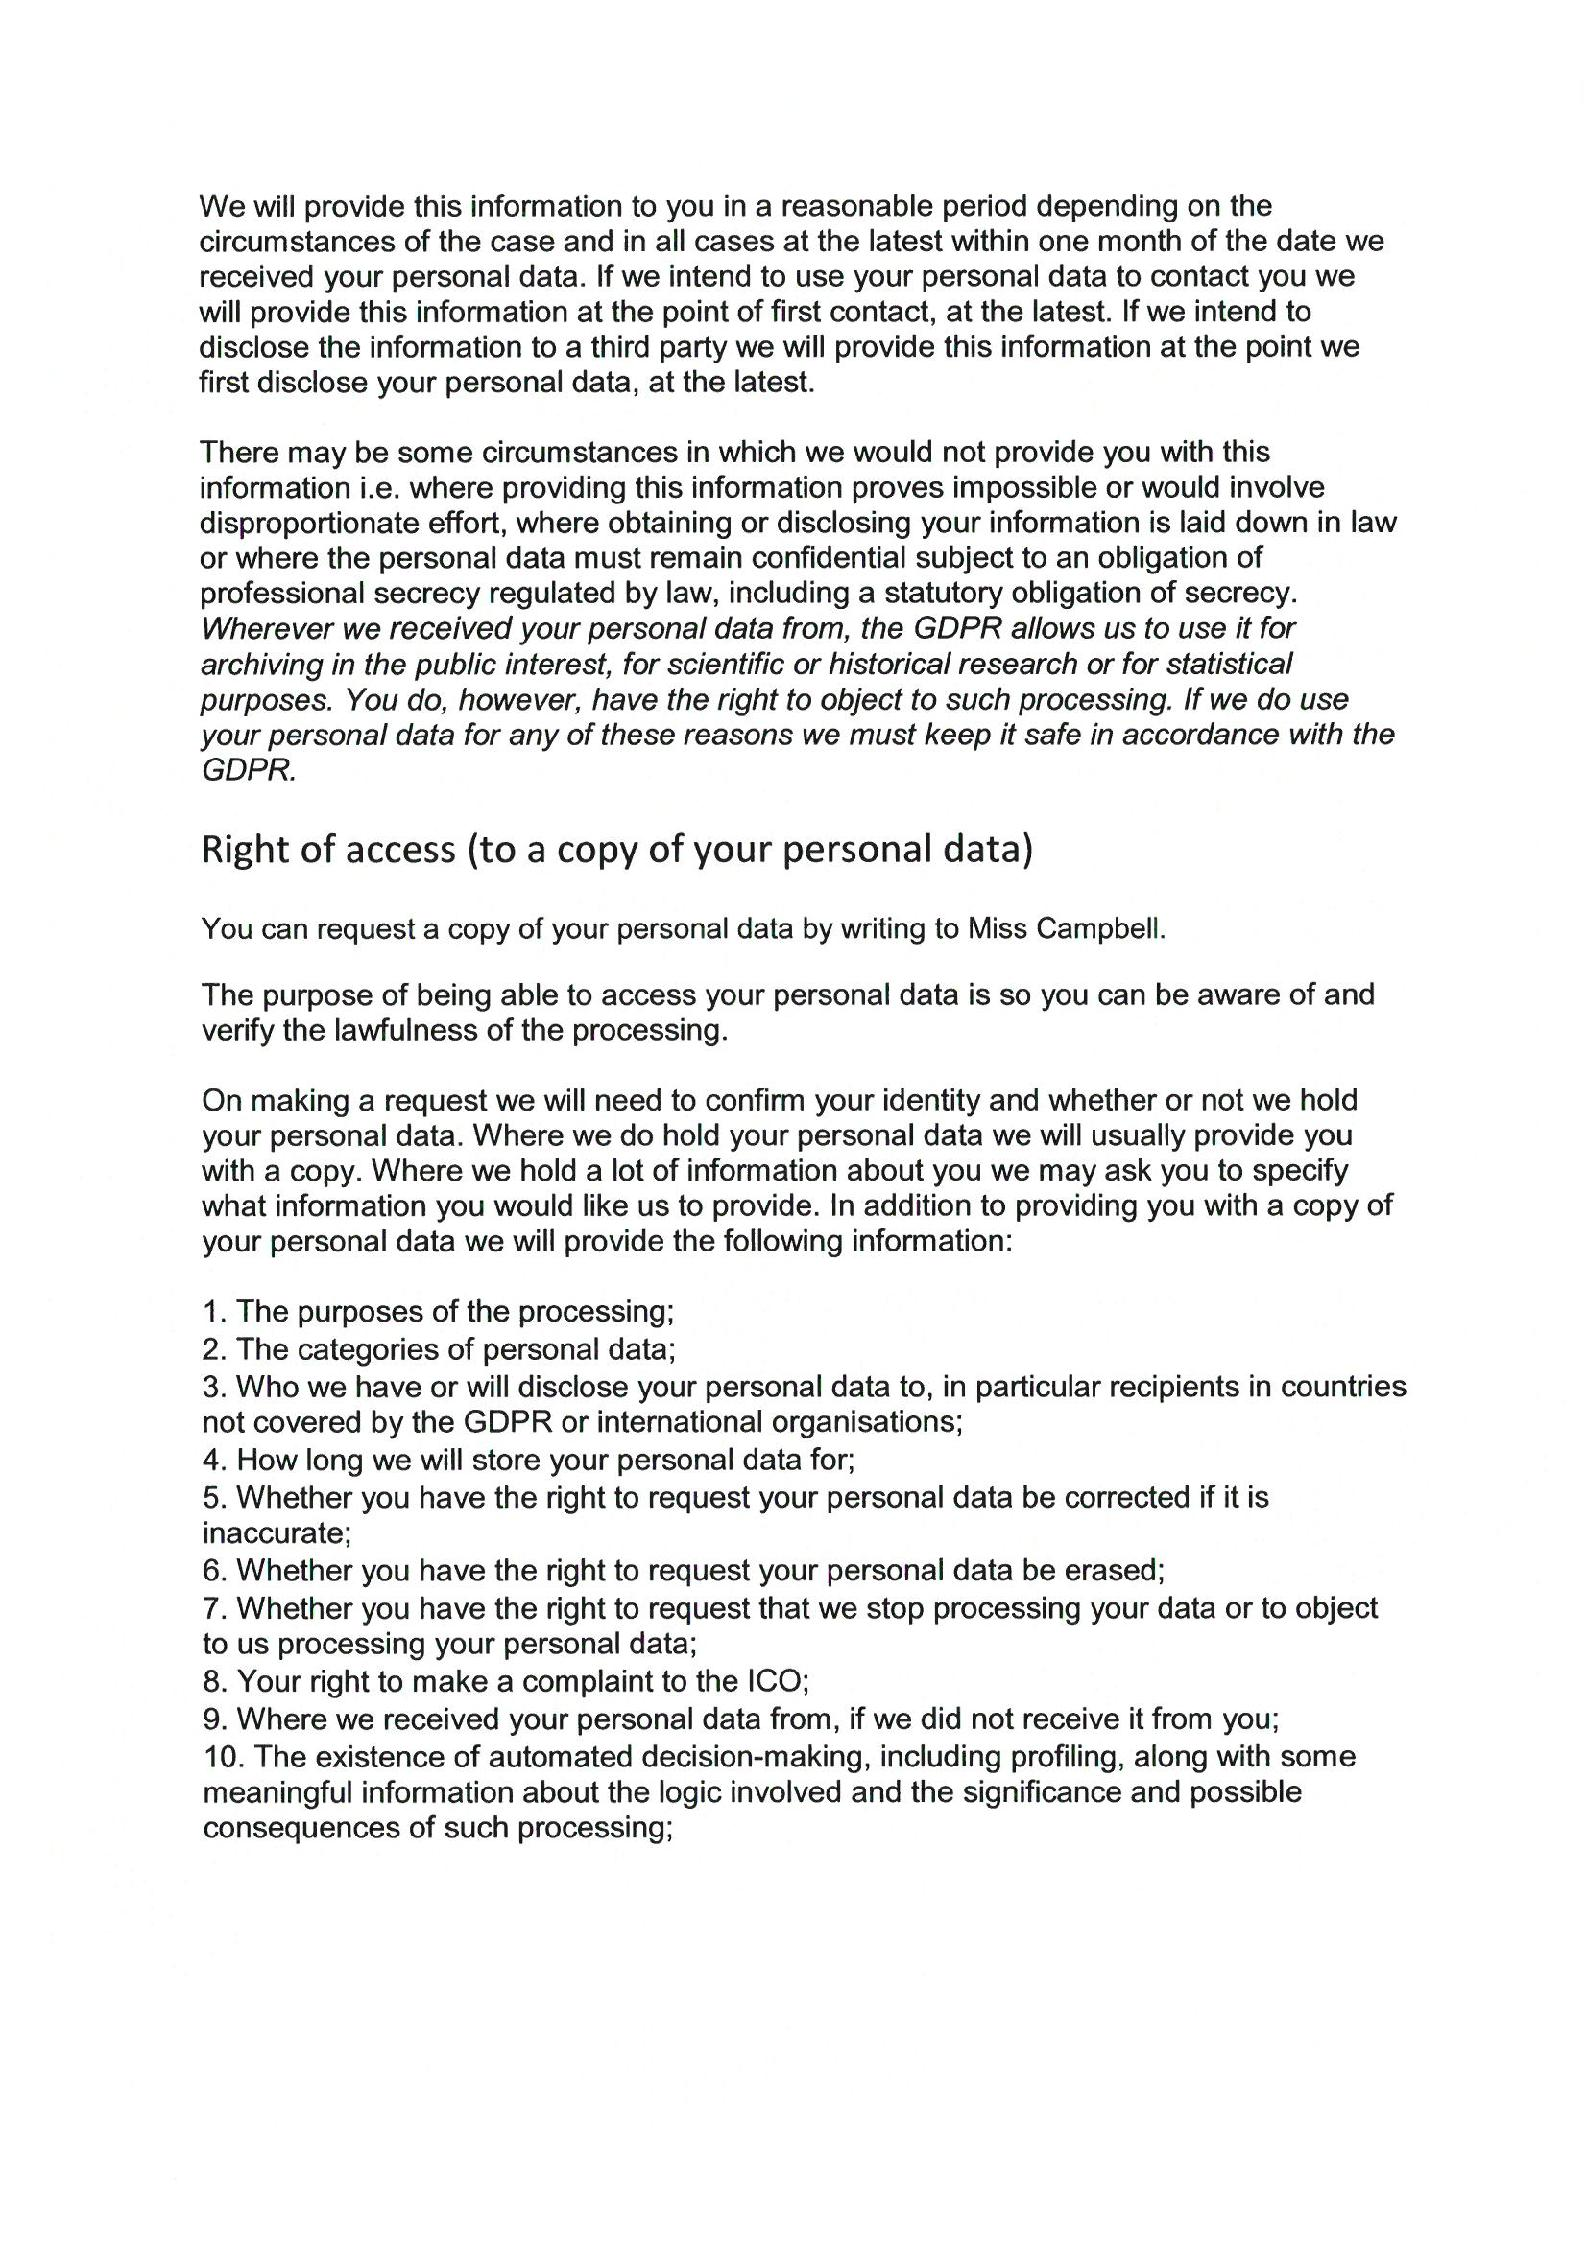 We will provide this information to you in a reasonable period depending on the
circumstances of the case and in all cases at the latest within one month of the date we
received your personal data. If we intend to use your personal data to contact you we
will provide this information at the point of first contact, at the latest. If we intend to
disclose the information to a third party we will provide this information at the point we
first disclose your personal data, at the latest.
There may be some circumstances in which we would not provide you with this
information i.e. where providing this information proves impossible or would involve
disproportionate effort, where obtaining or disclosing your information is laid down in law
or where the personal data must remain confidential subject to an obligation of
professional secrecy regulated by law, including a statutory obligation of secrecy.
Wherever we received your personal data from, the GDPR allows us to use it for
archiving in the public interest, for scientific or historical research or for statistical
purposes. You do, however, have the right to object to such processing. If we do use
your personal data for any of these reasons we must keep it safe in accordance with the
GDPR.
Right of access (to a copy of your personal data)
You can request a copy of your personal data by writing to Miss Campbell.
The purpose of being able to access your personal data is so you can be aware of and
verify the lawfulness of the processing.
On making a request we will need to confirm your identity and whether or not we hold
your personal data. Where we do hold your personal data we will usually provide you
with a copy. Where we hold a lot of information about you we may ask you to specify
what information you would like us to provide. In addition to providing you with a copy of
your personal data we will provide the following information:
1. The purposes of the processing;
2. The categories of personal data;
3. Who we have or will disclose your personal data to, in particular recipients in countries
not covered by the GDPR or international organisations;
4. How long we will store your personal data for;
5. Whether you have the right to request your personal data be corrected if it is
inaccurate;
6. Whether you have the right to request your personal data be erased;
7. Whether you have the right to request that we stop processing your data or to object
to us processing your personal data;
8. Your right to make a complaint to the ICO;
9. Where we received your personal data from, if we did not receive it from you;
10. The existence of automated decision-making, including profiling, along with some
meaningful information about the logic involved and the significance and possible
consequences of such processing;